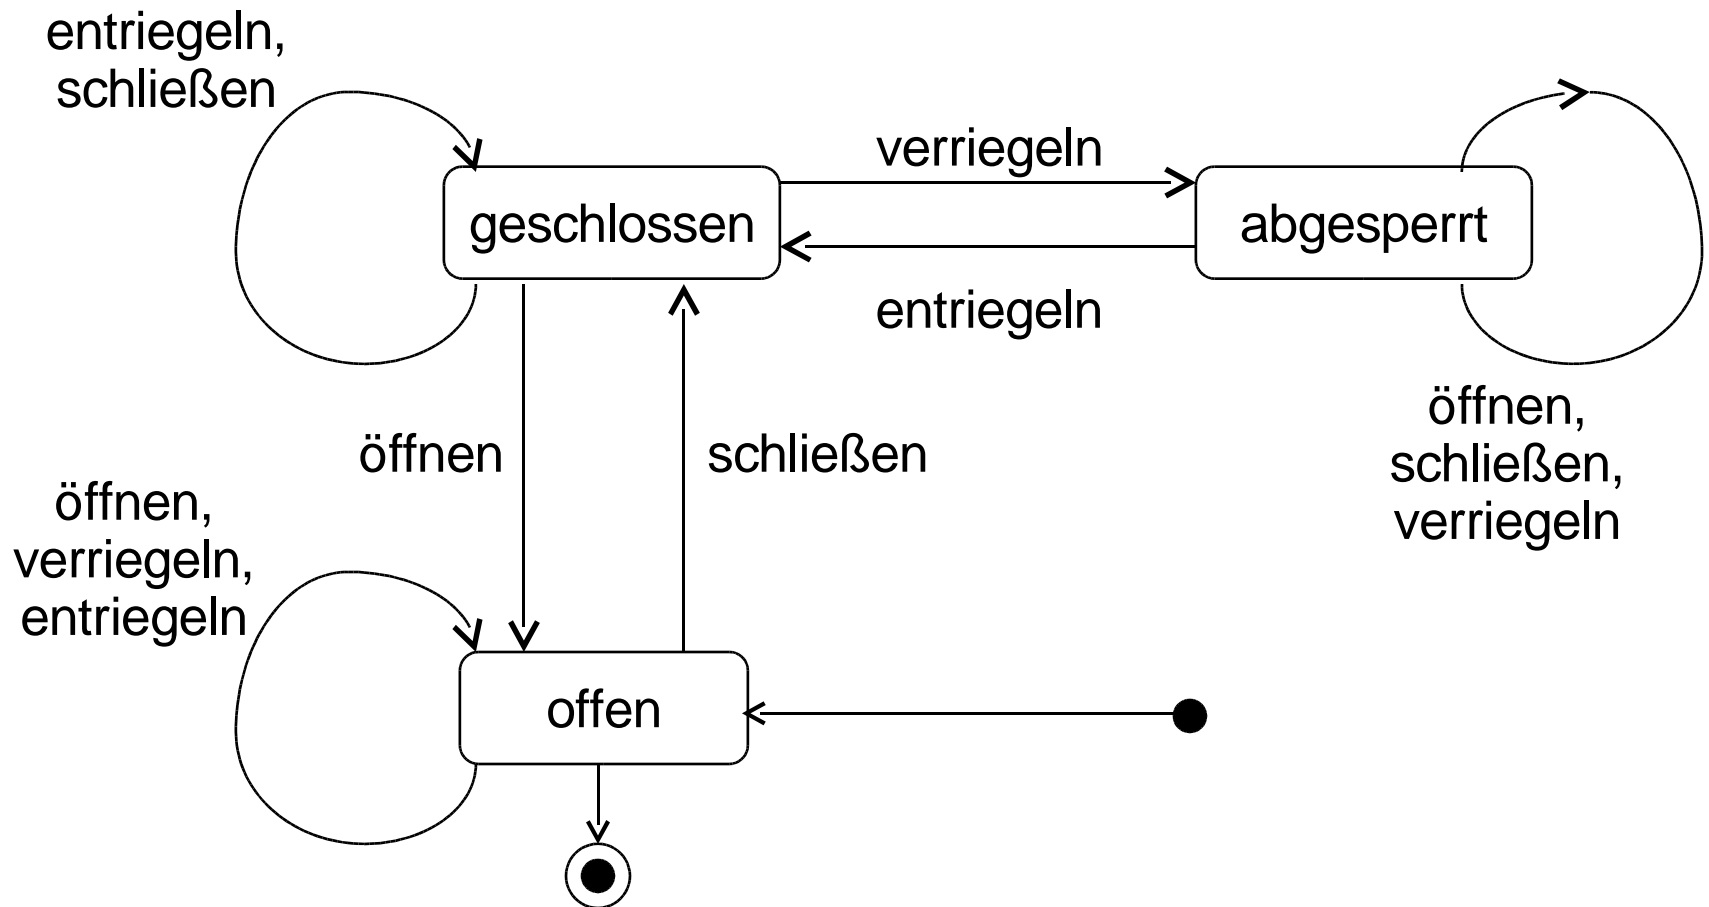 entriegeln,
schließen
verriegeln
geschlossen
abgesperrt
entriegeln
öffnen
schließen
öffnen,
schließen,
verriegeln
öffnen,
verriegeln,
entriegeln
offen